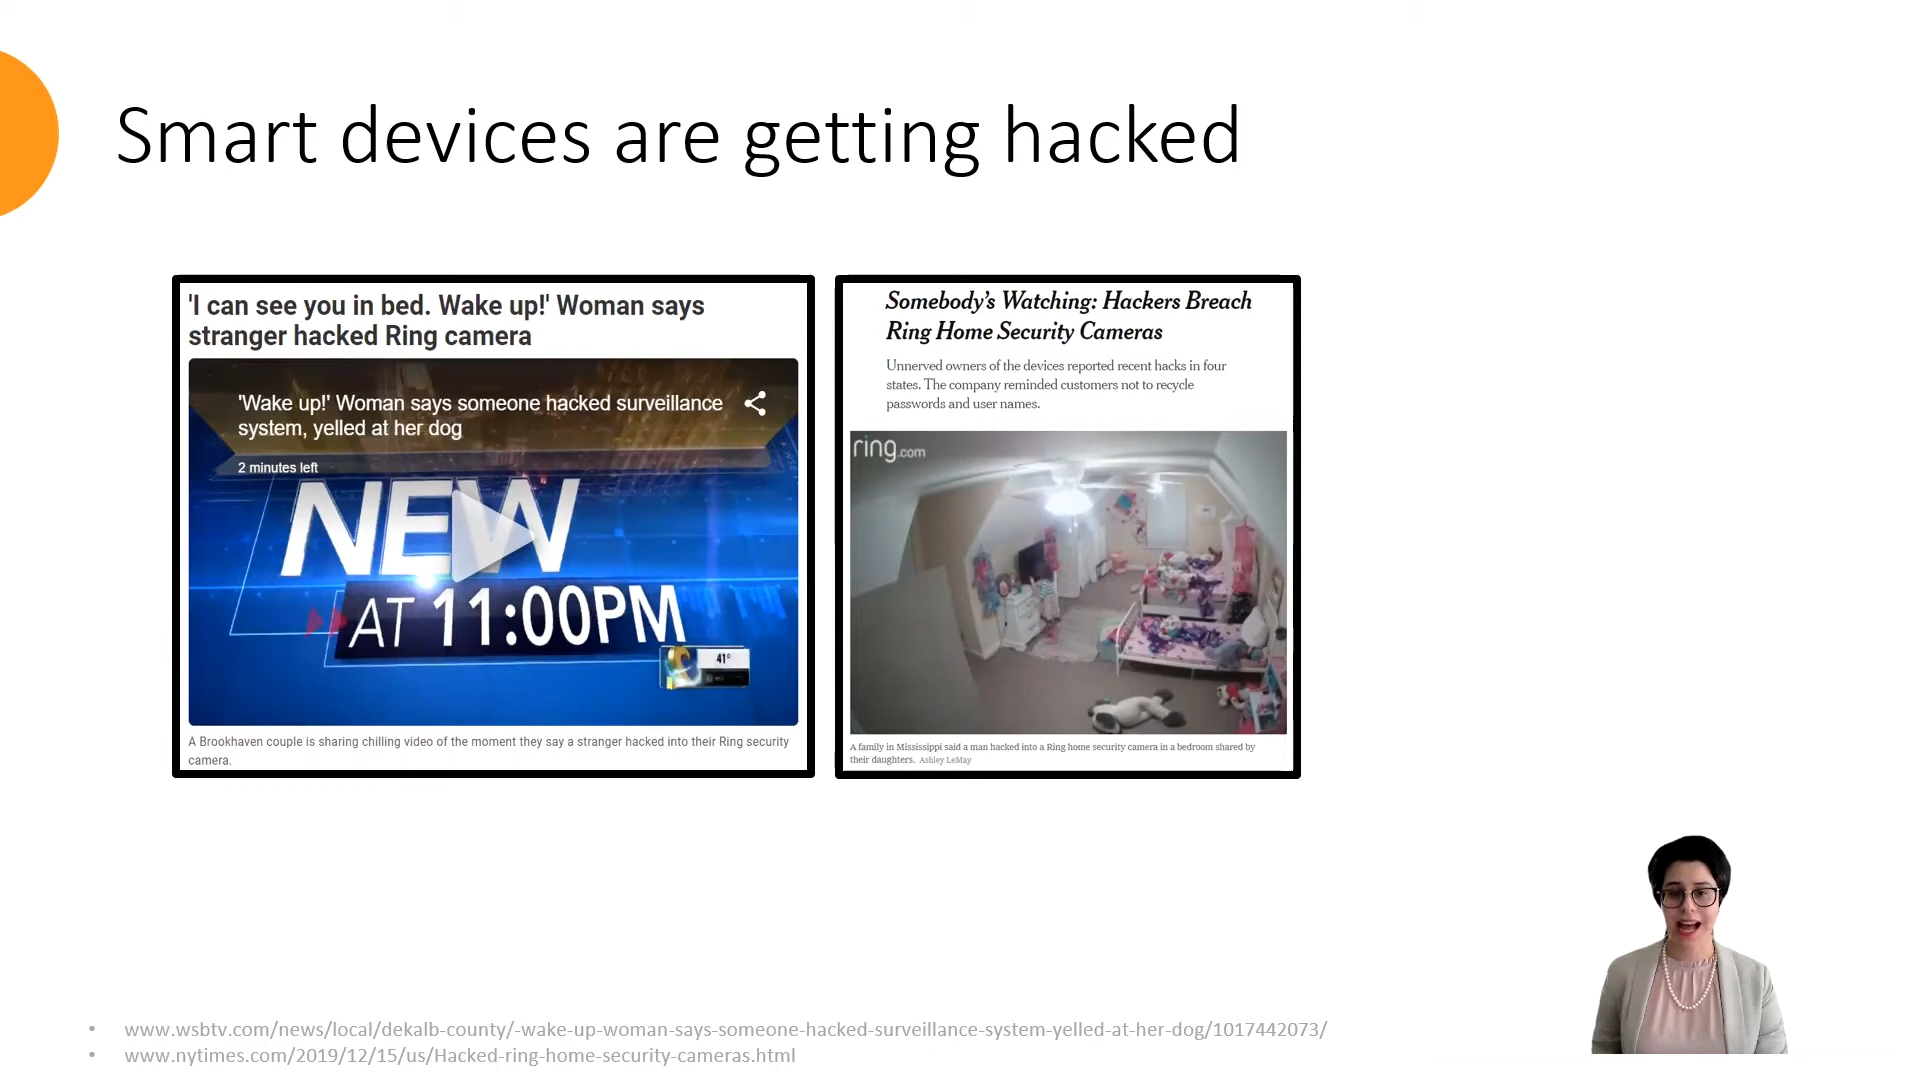 Smart devices are getting hacked
'I can see you in bed. Wake up!' Woman says
stranger hacked Ring camera
'Wake up!' Woman says someone hacked surveillance
system, yelled at her dog
2 minutes left
NEW
AT 11:00PM
41°
A Brookhaven couple is sharing chilling video of the moment they say a stranger hacked into their Ring security
camera.
Somebody's Watching: Hackers Breach
Ring Home Security Cameras
Unnerved owners of the devices reported recent hacks in four
states. The company reminded customers not to recycle
passwords and user names.
ring.com
A family in Mississippi said a man hacked into a Ring home security camera in a bedroom shared by
their daughters. Ashley LeMay
• www.wsbtv.com/news/local/dekalb-county/-wake-up-woman-says-someone-hacked-surveillance-system-yelled-at-her-dog/1017442073/
• www.nytimes.com/2019/12/15/us/Hacked-ring-home-security-cameras.html